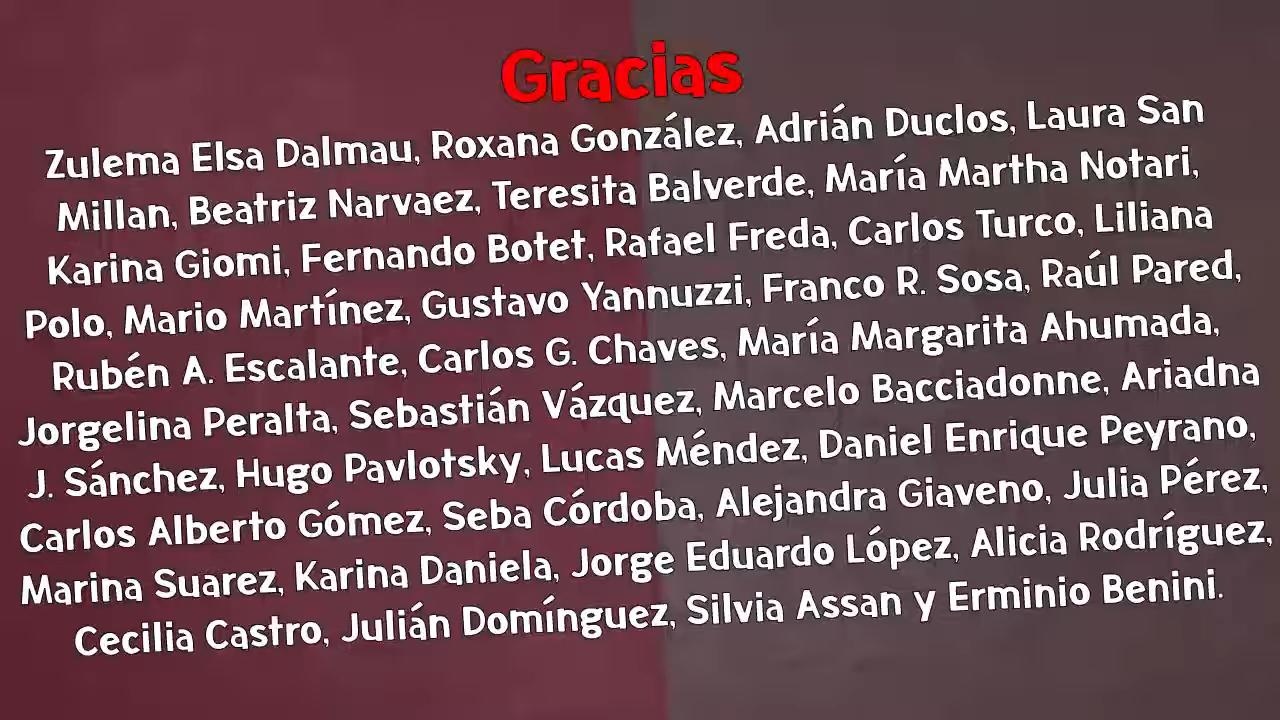 Gracias
Zulema Elsa Dalmau, Roxana González, Adrián Duclos, Laura San
Millan, Beatriz Narvaez, Teresita Balverde, María Martha Notari,
Karina Giomi, Fernando Botet, Rafael Freda, Carlos Turco, Liliana
Polo, Mario Martínez, Gustavo Yannuzzi, Franco R. Sosa, Raúl Pared,
Rubén A. Escalante, Carlos G. Chaves, María Margarita Ahumada,
Jorgelina Peralta, Sebastián Vázquez, Marcelo Bacciadonne, Ariadna
J. Sánchez, Hugo Pavlotsky, Lucas Méndez, Daniel Enrique Peyrano,
Carlos Alberto Gómez, Seba Córdoba, Alejandra Giaveno, Julia Pérez,
Marina Suarez, Karina Daniela, Jorge Eduardo López, Alicia Rodríguez,
Cecilia Castro, Julián Domínguez, Silvia Assan y Erminio Benini.